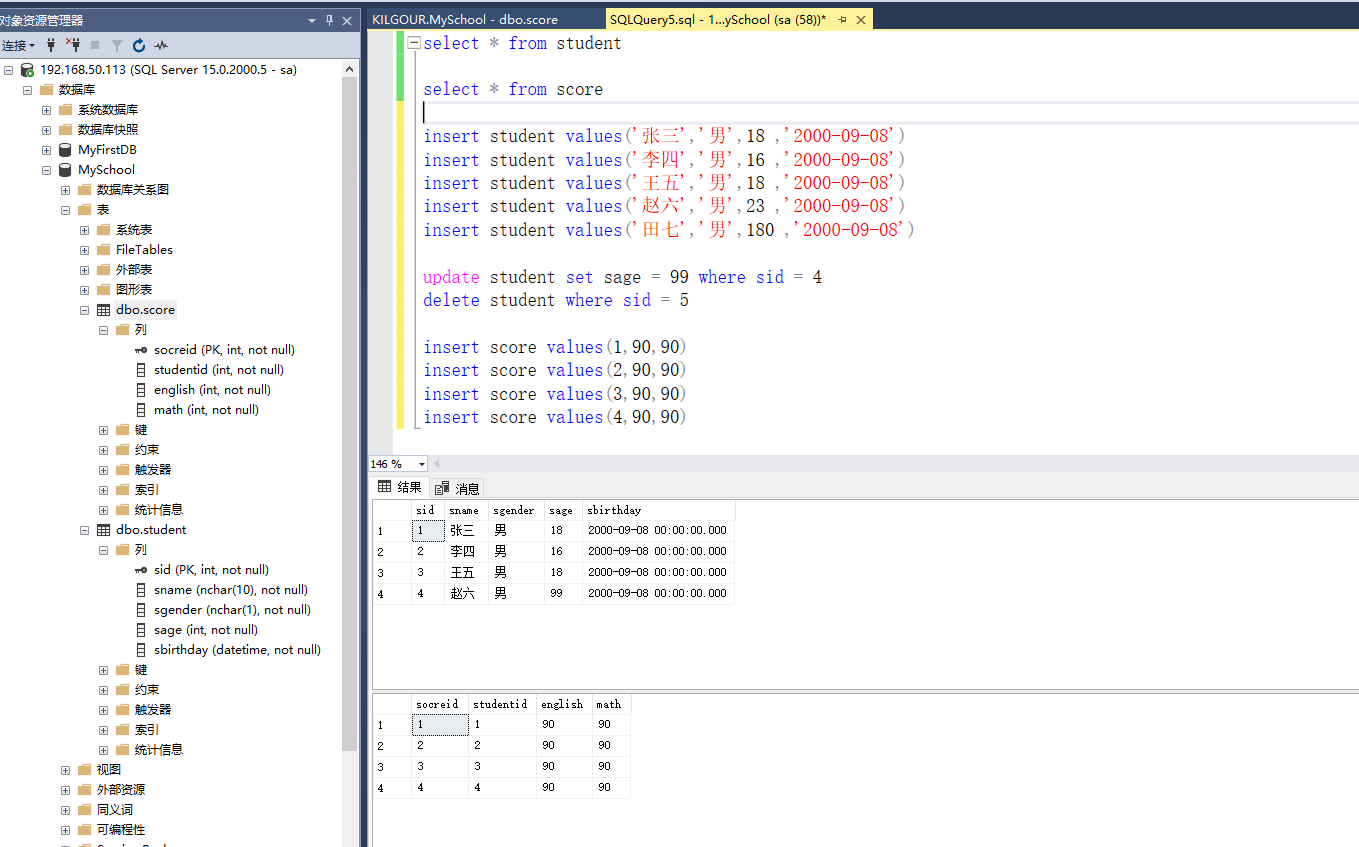 对象资源管理器
连接
192.168.50.113 (SQL Server 15.0.2000.5 - sa)
数据库
系统数据库
数据库快照
MyFirstDB
MySchool
数据库关系图
表
系统表
FileTables
外部表
图形表
dbo.score
列
socreid (PK, int, not null)
studentid (int, not null)
english (int, not null)
math (int, not null)
键
约束
触发器
索引
统计信息
dbo.student
列
sid (PK, int, not null)
sname (nchar(10), not null)
sgender (nchar(1), not null)
sage (int, not null)
sbirthday (datetime, not null)
键
约束
触发器
索引
统计信息
视图
外部资源
同义词
可编程性
KILGOUR.MySchool - dbo.score
SQLQuery5.sql - 1...ySchool (sa (58))*
select * from student
select * from score
insert student values('张三','男',18 ,'2000-09-08')
insert student values('李四','男',16 ,'2000-09-08')
insert student values('王五','男',18 ,'2000-09-08')
insert student values('赵六','男',23 ,'2000-09-08')
insert student values('田七','男',180 ,'2000-09-08')
update student set sage = 99 where sid = 4
delete student where sid = 5
insert score values(1,90,90)
insert score values(2,90,90)
insert score values(3,90,90)
insert score values(4,90,90)
146 %
结果 消息
sid sname sgender sage sbirthday
1 1 张三 男 18 2000-09-08 00:00:00.000
2 2 李四 男 16 2000-09-08 00:00:00.000
3 3 王五 男 18 2000-09-08 00:00:00.000
4 4 赵六 男 99 2000-09-08 00:00:00.000
socreid studentid english math
1 1 1 90 90
2 2 2 90 90
3 3 3 90 90
4 4 4 90 90